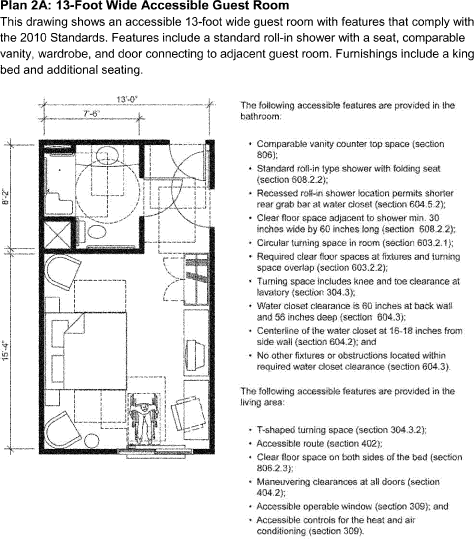 Plan 2A: 13-Foot Wide Accessible Guest Room
This drawing shows an accessible 13-foot wide guest room with features that comply with
the 2010 Standards. Features include a standard roll-in shower with a seat, comparable
vanity, wardrobe, and door connecting to adjacent guest room. Furnishings include a king
bed and additional seating.
13'-0"
7'-6"
8'-2"
15'-4"
The following accessible features are provided in the
bathroom:
• Comparable vanity counter top space (section
806);
• Standard roll-in type shower with folding seat
(section 608.2.2);
• Recessed roll-in shower location permits shorter
rear grab bar at water closet (section 604.5.2);
• Clear floor space adjacent to shower min. 30
inches wide by 60 inches long (section 608.2.2);
• Circular turning space in room (section 603.2.1);
• Required clear floor spaces at fixtures and turning
space overlap (section 603.2.2);
• Turning space includes knee and toe clearance at
lavatory (section 304.3);
• Water closet clearance is 60 inches at back wall
and 56 inches deep (section 604.3);
• Centerline of the water closet at 16-18 inches from
side wall (section 604.2); and
• No other fixtures or obstructions located within
required water closet clearance (section 604.3).
The following accessible features are provided in the
living area:
• T-shaped turning space (section 304.3.2);
• Accessible route (section 402);
• Clear floor space on both sides of the bed (section
806.2.3);
• Maneuvering clearances at all doors (section
404.2);
• Accessible operable window (section 309); and
• Accessible controls for the heat and air
conditioning (section 309).